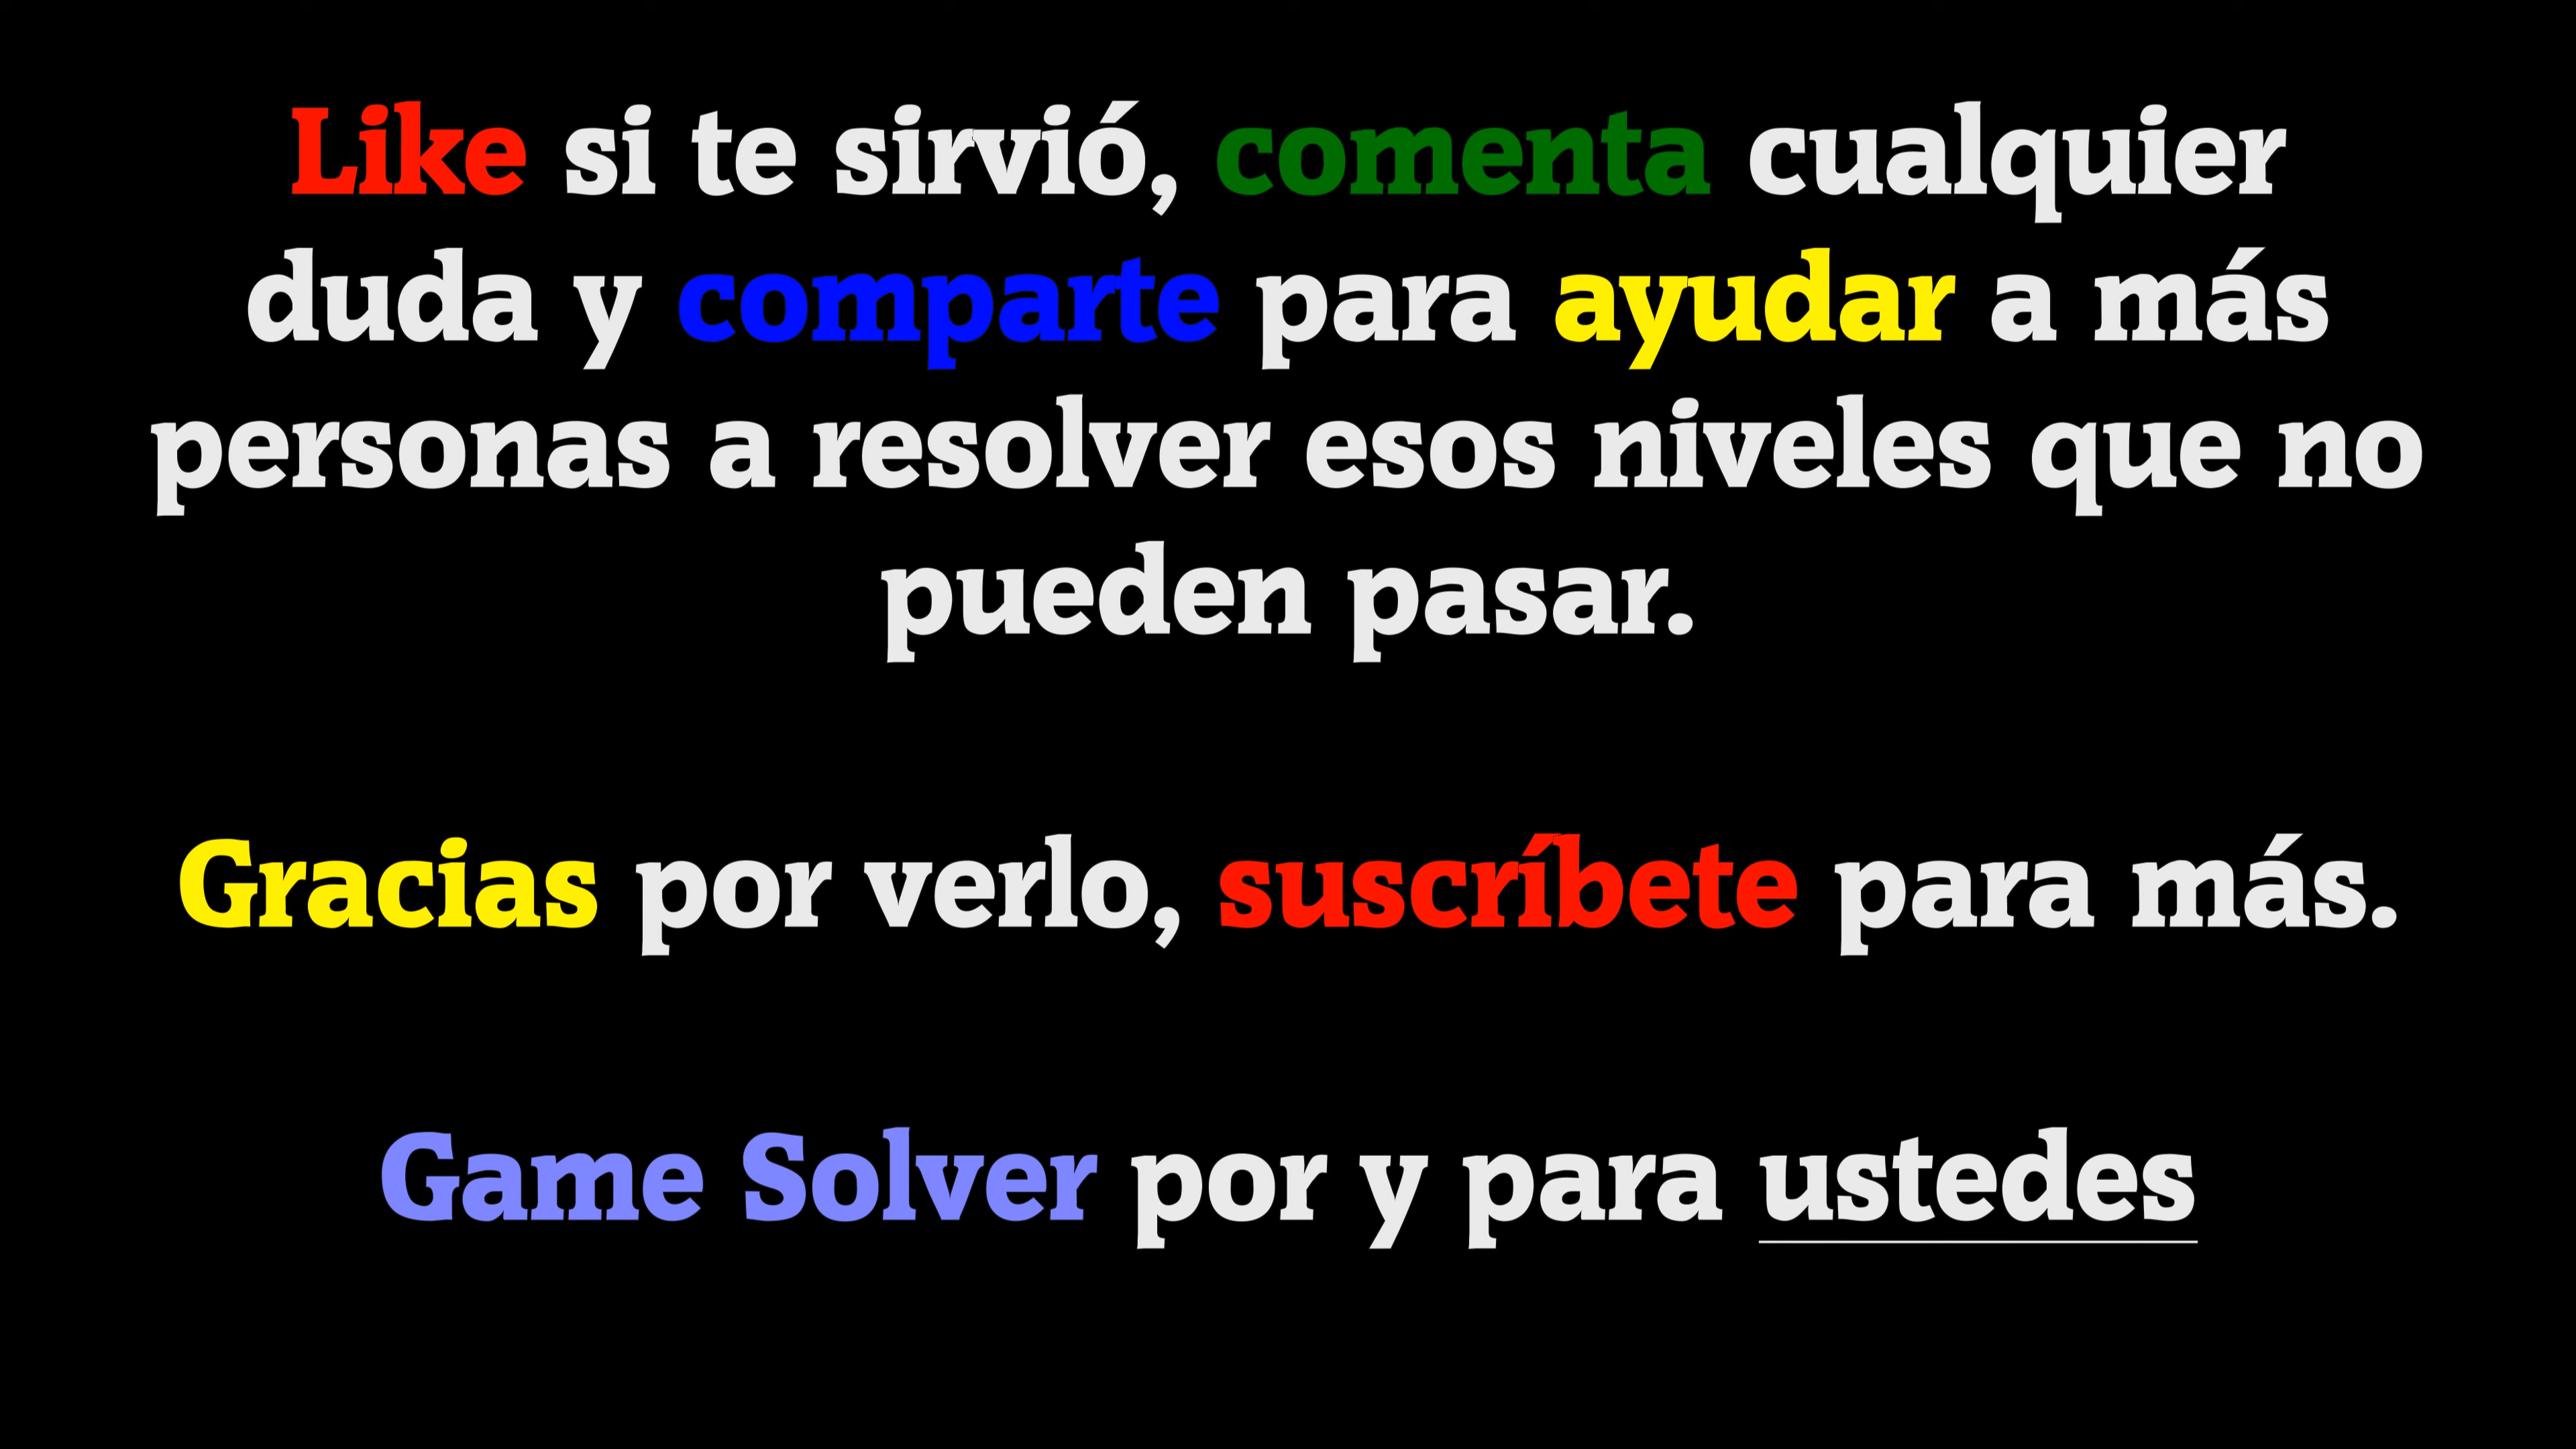 Like si te sirvió, comenta cualquier
duda y comparte para ayudar a más
personas a resolver esos niveles que no
pueden pasar.
Gracias por verlo, suscríbete para más.
Game Solver por y para ustedes